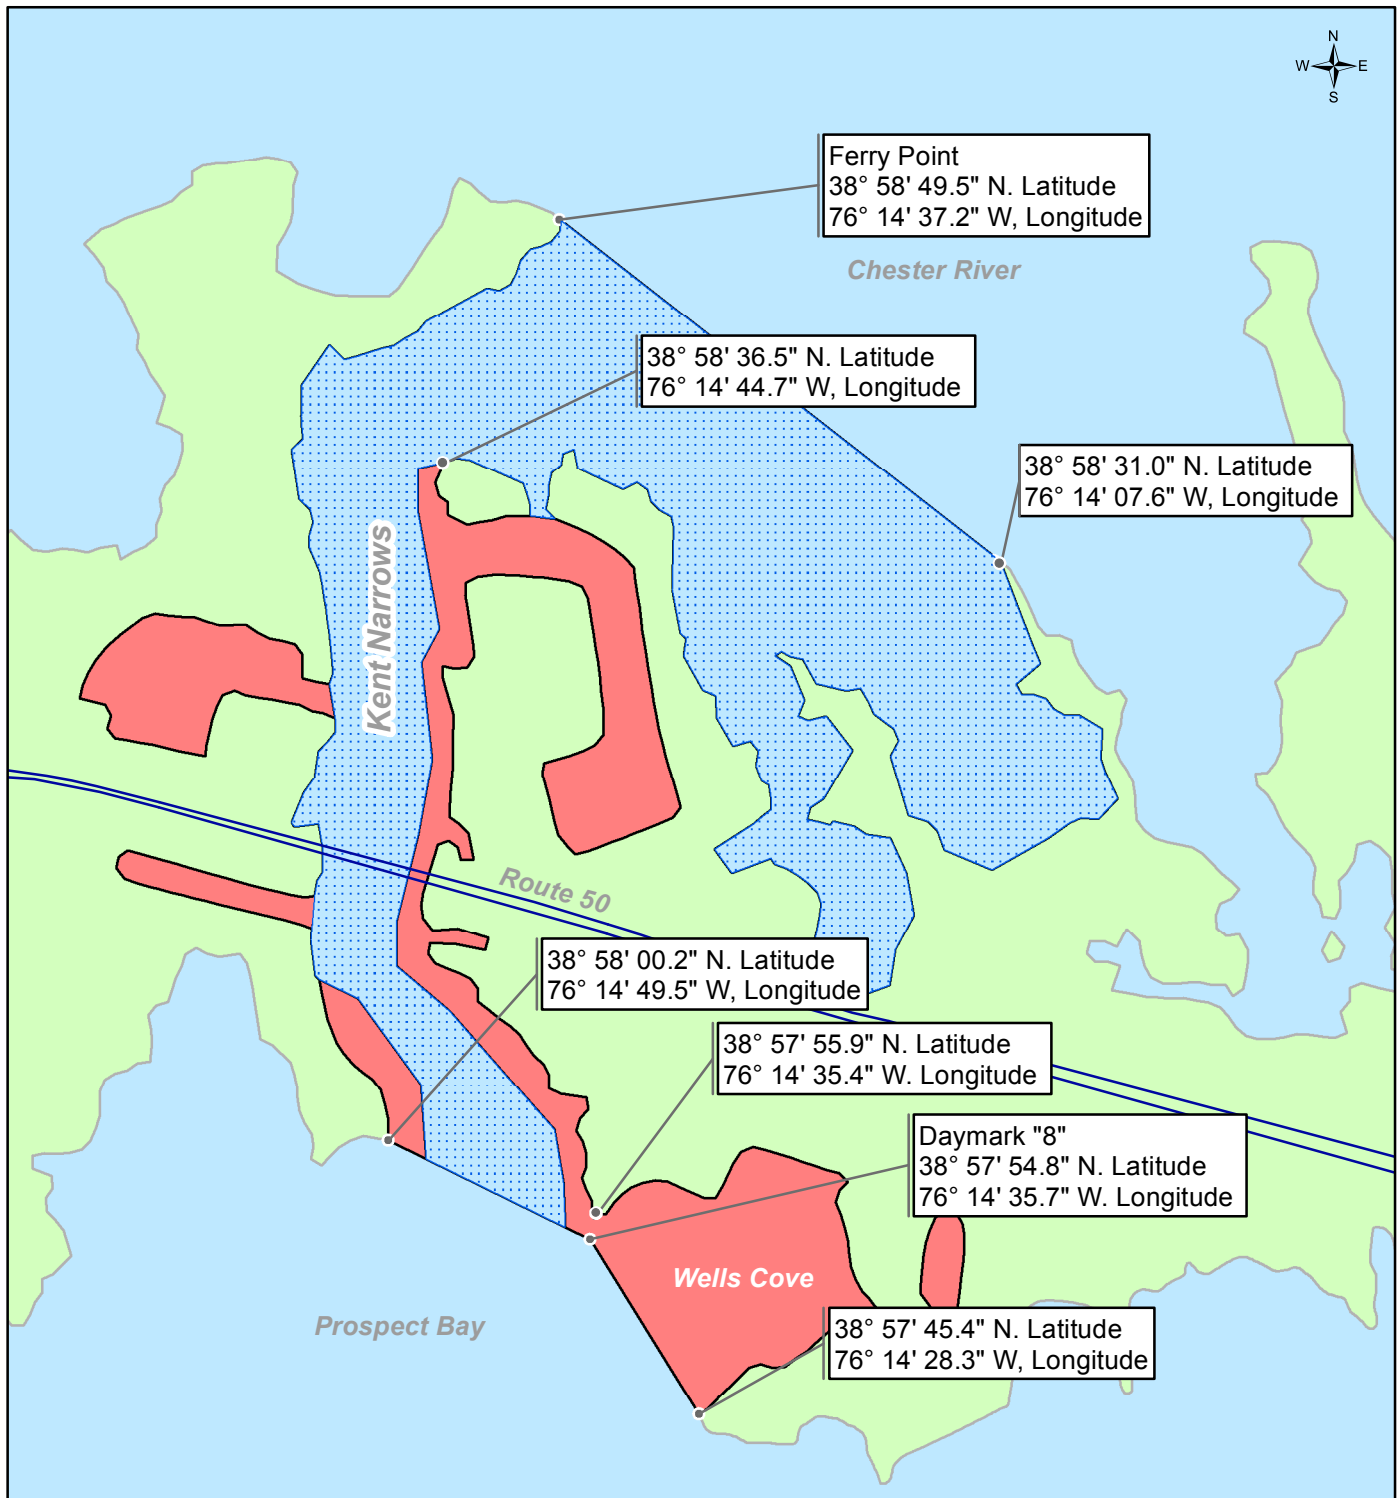 N
W E
S
Ferry Point
38° 58' 49.5" N. Latitude
76° 14' 37.2" W, Longitude
Chester River
38° 58' 36.5" N. Latitude
76° 14' 44.7" W, Longitude
38° 58' 31.0" N. Latitude
76° 14' 07.6" W, Longitude
Kent Narrows
Route 50
38° 58' 00.2" N. Latitude
76° 14' 49.5" W, Longitude
38° 57' 55.9" N. Latitude
76° 14' 35.4" W. Longitude
Daymark "8"
38° 57' 54.8" N. Latitude
76° 14' 35.7" W. Longitude
Wells Cove
Prospect Bay
38° 57' 45.4" N. Latitude
76° 14' 28.3" W, Longitude